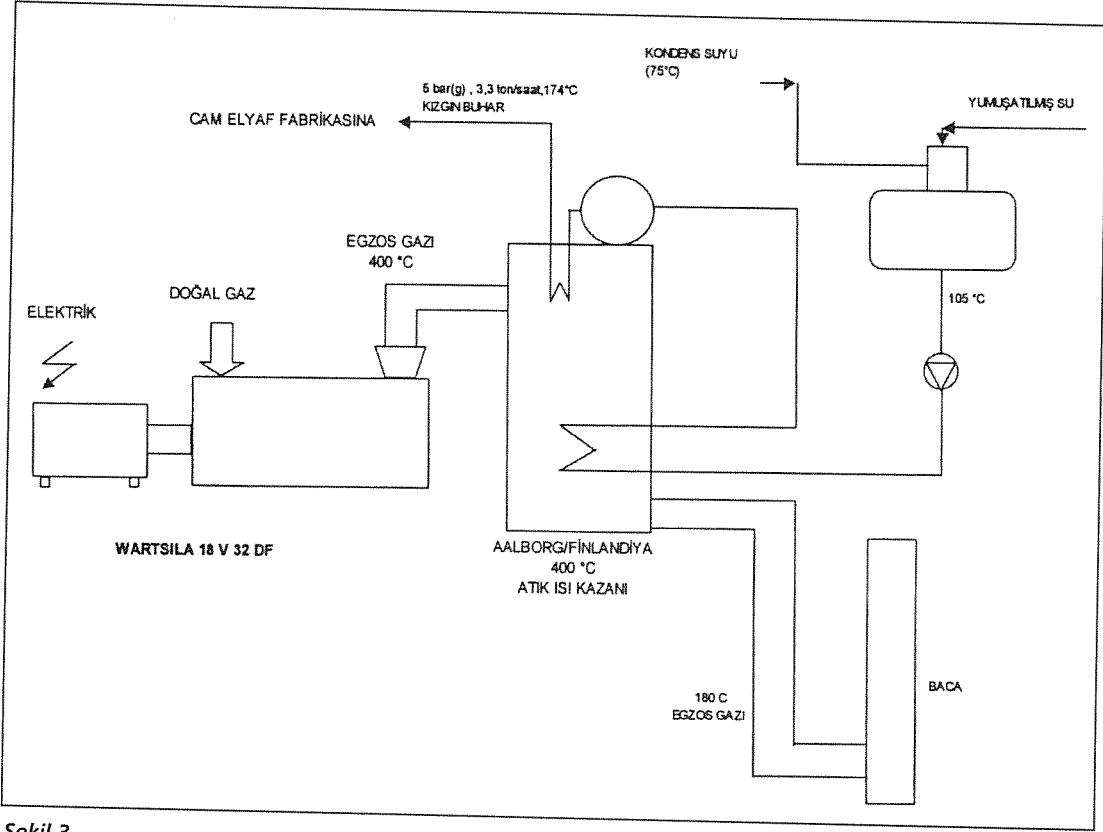 KONDENS SUYU
(75°C)
5 bar(g) , 3,3 ton/saat,174°C
KIZGIN BUHAR
YUMUŞATILMIŞ SU
CAM ELYAF FABRİKASINA
EGZOS GAZI
400 °C
DOĞAL GAZ
ELEKTRİK
105 °C
WARTSILA 18 V 32 DF
AALBORG/FİNLANDİYA
400 °C
ATIK ISI KAZANI
180 C
EGZOS GAZI
BACA
Şekil 3